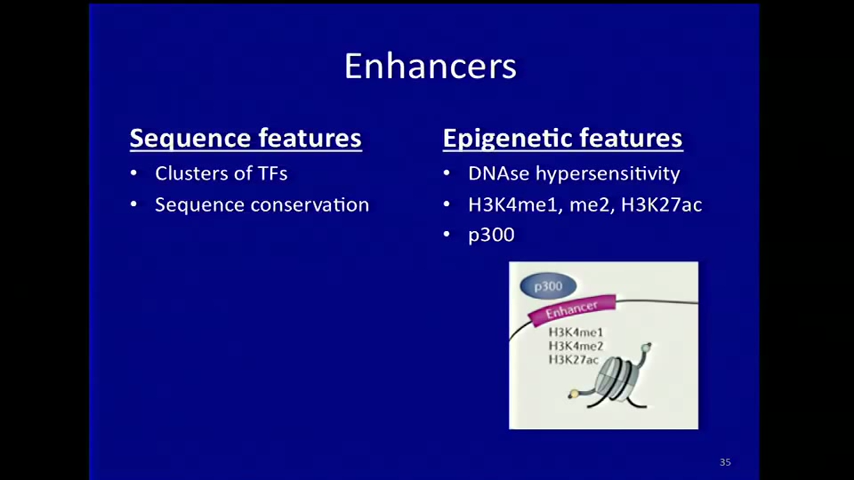 Enhancers
Sequence features
• Clusters of TFs
• Sequence conservation
Epigenetic features
• DNAse hypersensitivity
• H3K4me1, me2, H3K27ac
• p300
p300
Enhancer
H3K4me1
H3K4me2
H3K27ac
35